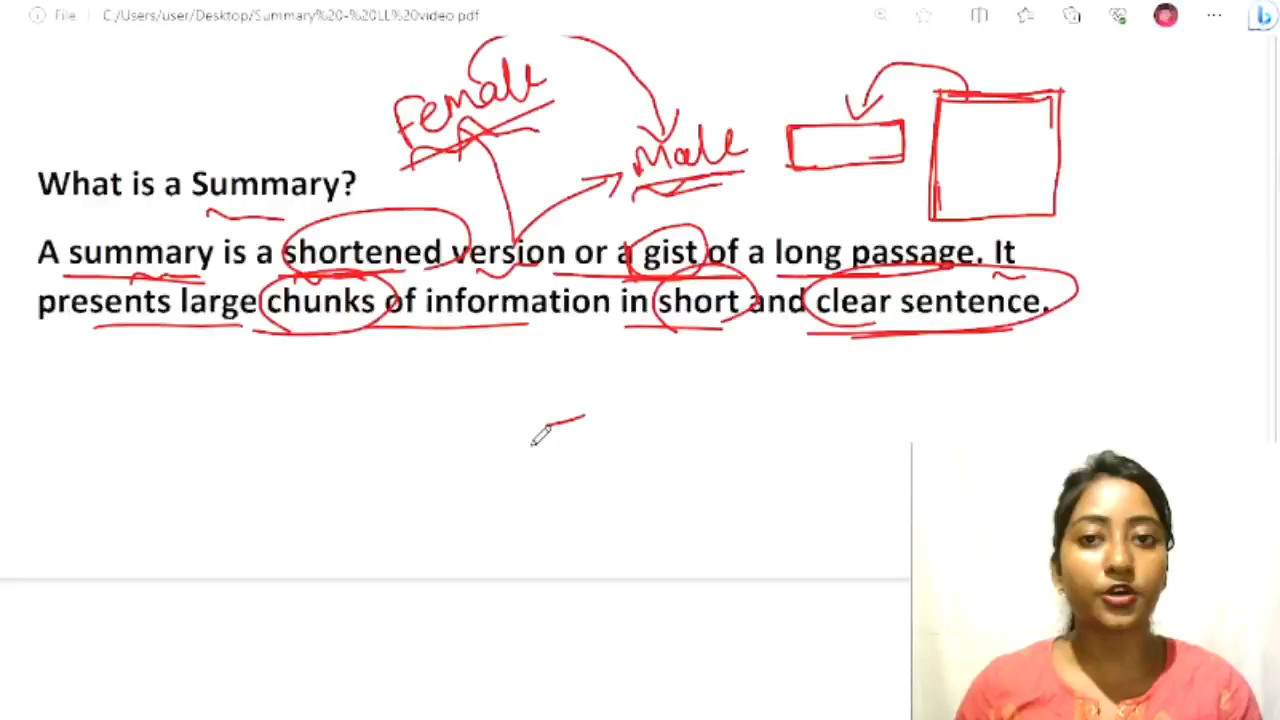 File
C:/Users/user/Desktop/Summary%20-%20LL%20video.pdf
Female
Male
What is a Summary?
A summary is a shortened version or a gist of a long passage. It
presents large chunks of information in short and clear sentence.